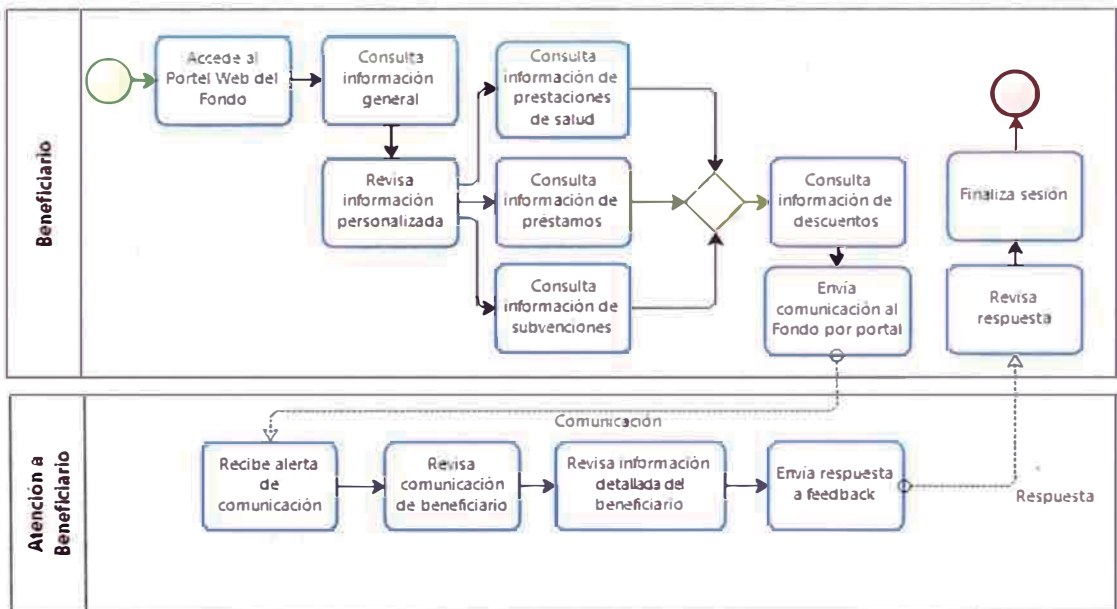 Beneficiario
Accede al
Portel Web del
Fondo
Consulta
información
general
Consulta
información de
prestaciones
de salud
Revisa
información
personalizada
Consulta
información de
préstamos
Consulta
información de
subvenciones
Consulta
información de
descuentos
Envía
comunicación al
Fondo por portal
Finaliza sesión
Revisa
respuesta
Atención a
Beneficiario
Comunicación
Recibe alerta
de
comunicación
Revisa
comunicación
de beneficiario
Revisa información
detallada del
beneficiario
Envía respuesta
a feedback
Respuesta